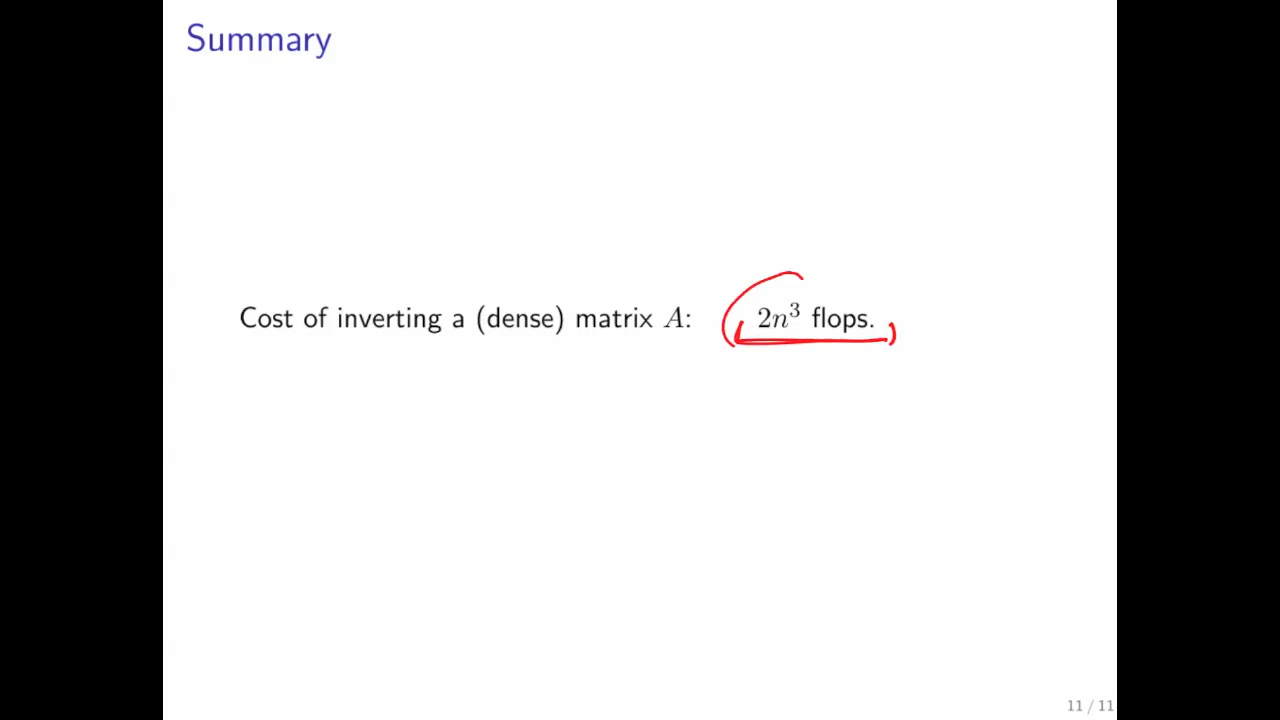 Summary
Cost of inverting a (dense) matrix A: 2n³ flops.
11 / 11